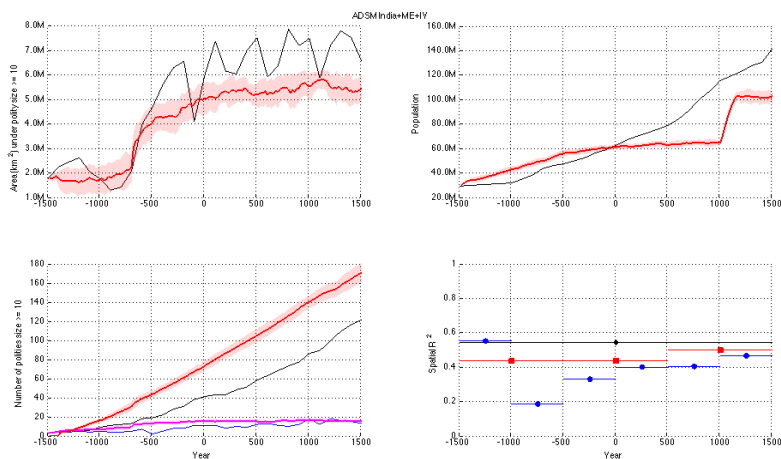 ADSM India+ME+IV
8.0M
7.0M
6.0M
5.0M
4.0M
3.0M
2.0M
1.0M
-1500 -1000 -500 0 500 1000 1500
Area(km²) under polity size >= 10
160.0M
140.0M
120.0M
100.0M
80.0M
60.0M
40.0M
20.0M
-1500 -1000 -500 0 500 1000 1500
Population
180
160
140
120
100
80
60
40
20
0
-1500 -1000 -500 0 500 1000 1500
Number of polities size >= 10
Year
1
0.8
0.6
0.4
0.2
0
-1500 -1000 -500 0 500 1000 1500
Spatial R²
Year